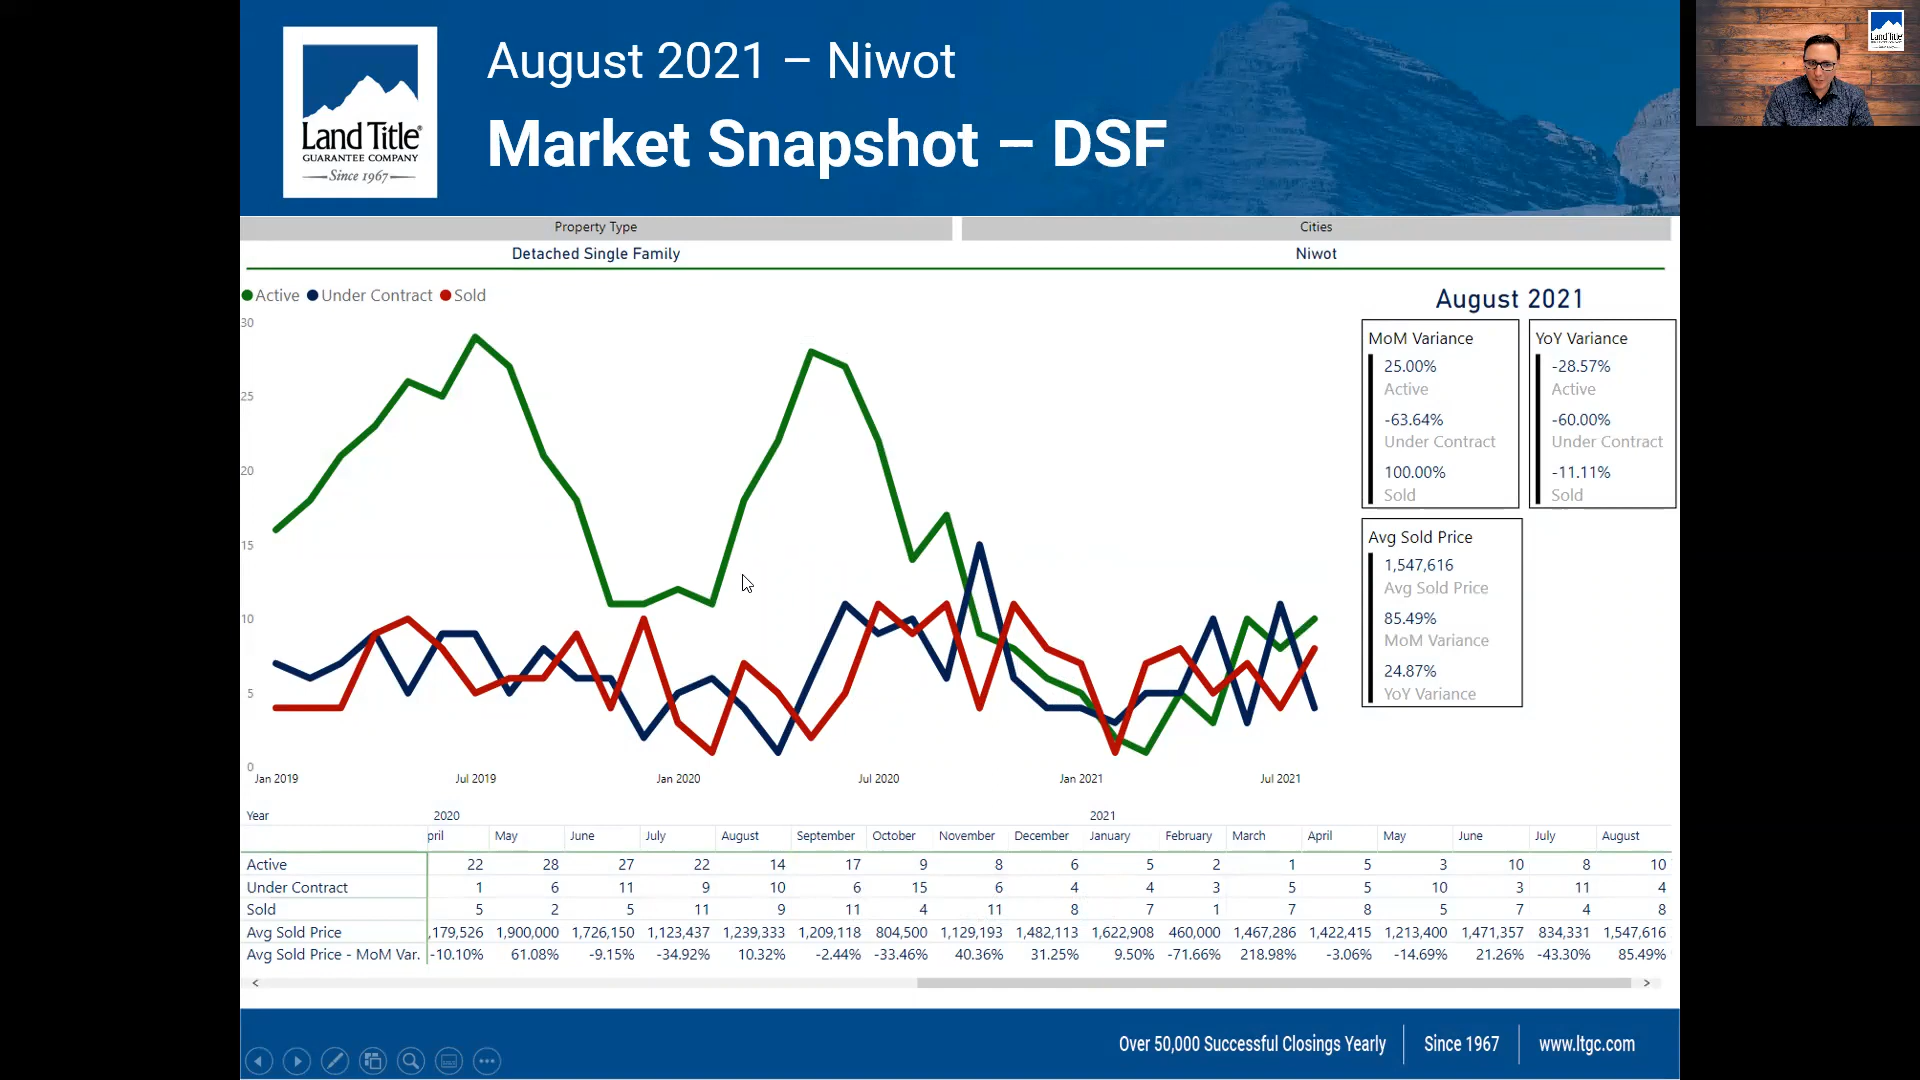 August 2021 – Niwot
Market Snapshot – DSF
Land Title®
GUARANTEE COMPANY
Since 1967
Land Title
Property Type
Cities
Detached Single Family
Niwot
Active Under Contract Sold
August 2021
30
25
20
15
10
5
0
Jan 2019 Jul 2019 Jan 2020 Jul 2020 Jan 2021 Jul 2021
MoM Variance
25.00%
Active
-63.64%
Under Contract
100.00%
Sold
YoY Variance
-28.57%
Active
-60.00%
Under Contract
-11.11%
Sold
Avg Sold Price
1,547,616
Avg Sold Price
85.49%
MoM Variance
24.87%
YoY Variance
Year 2020 2021
pril May June July August September October November December January February March April May June July August
Active 22 28 27 22 14 17 9 8 6 5 2 1 5 3 10 8 10
Under Contract 1 6 11 9 10 6 15 6 4 4 3 5 5 10 3 11 4
Sold 5 2 5 11 9 11 4 11 8 7 1 7 8 5 7 4 8
Avg Sold Price ,179,526 1,900,000 1,726,150 1,123,437 1,239,333 1,209,118 804,500 1,129,193 1,482,113 1,622,908 460,000 1,467,286 1,422,415 1,213,400 1,471,357 834,331 1,547,616
Avg Sold Price - MoM Var. -10.10% 61.08% -9.15% -34.92% 10.32% -2.44% -33.46% 40.36% 31.25% 9.50% -71.66% 218.98% -3.06% -14.69% 21.26% -43.30% 85.49%
Over 50,000 Successful Closings Yearly
Since 1967
www.ltgc.com